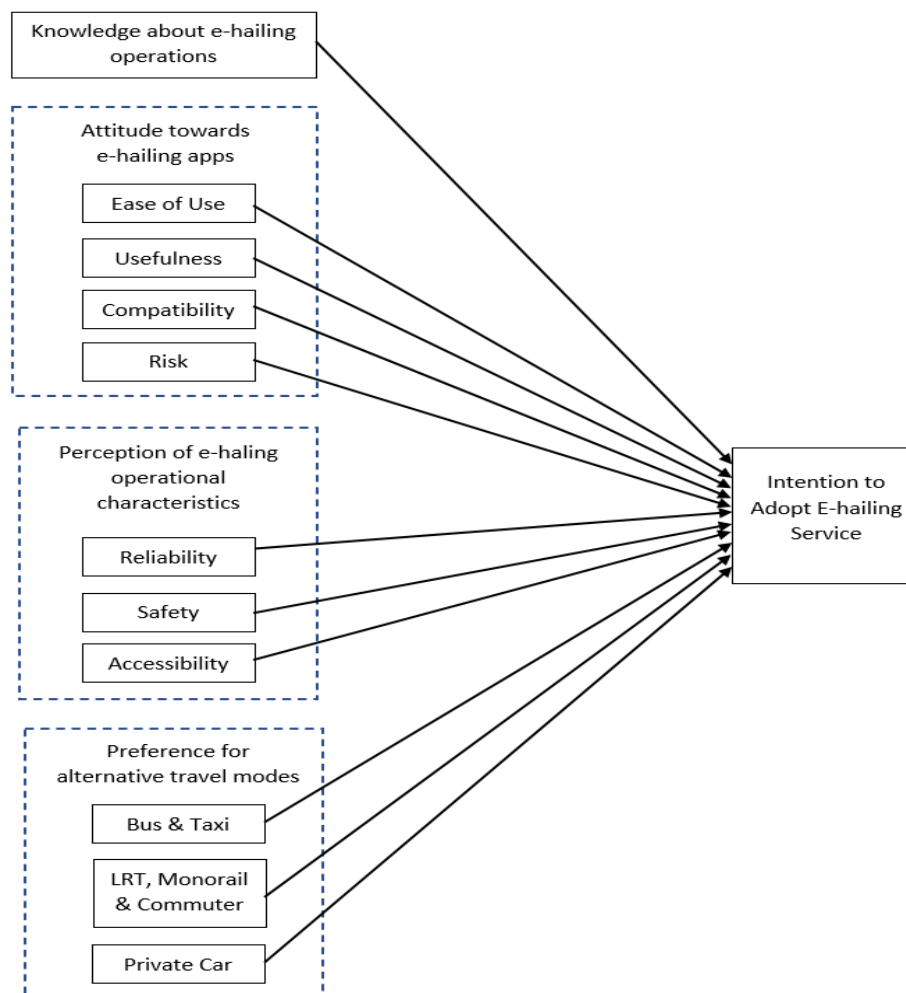 Knowledge about e-hailing
operations
Attitude towards
e-hailing apps
Ease of Use
Usefulness
Compatibility
Risk
Perception of e-haling
operational
characteristics
Reliability
Safety
Accessibility
Preference for
alternative travel modes
Bus & Taxi
LRT, Monorail
& Commuter
Private Car
Intention to
Adopt E-hailing
Service